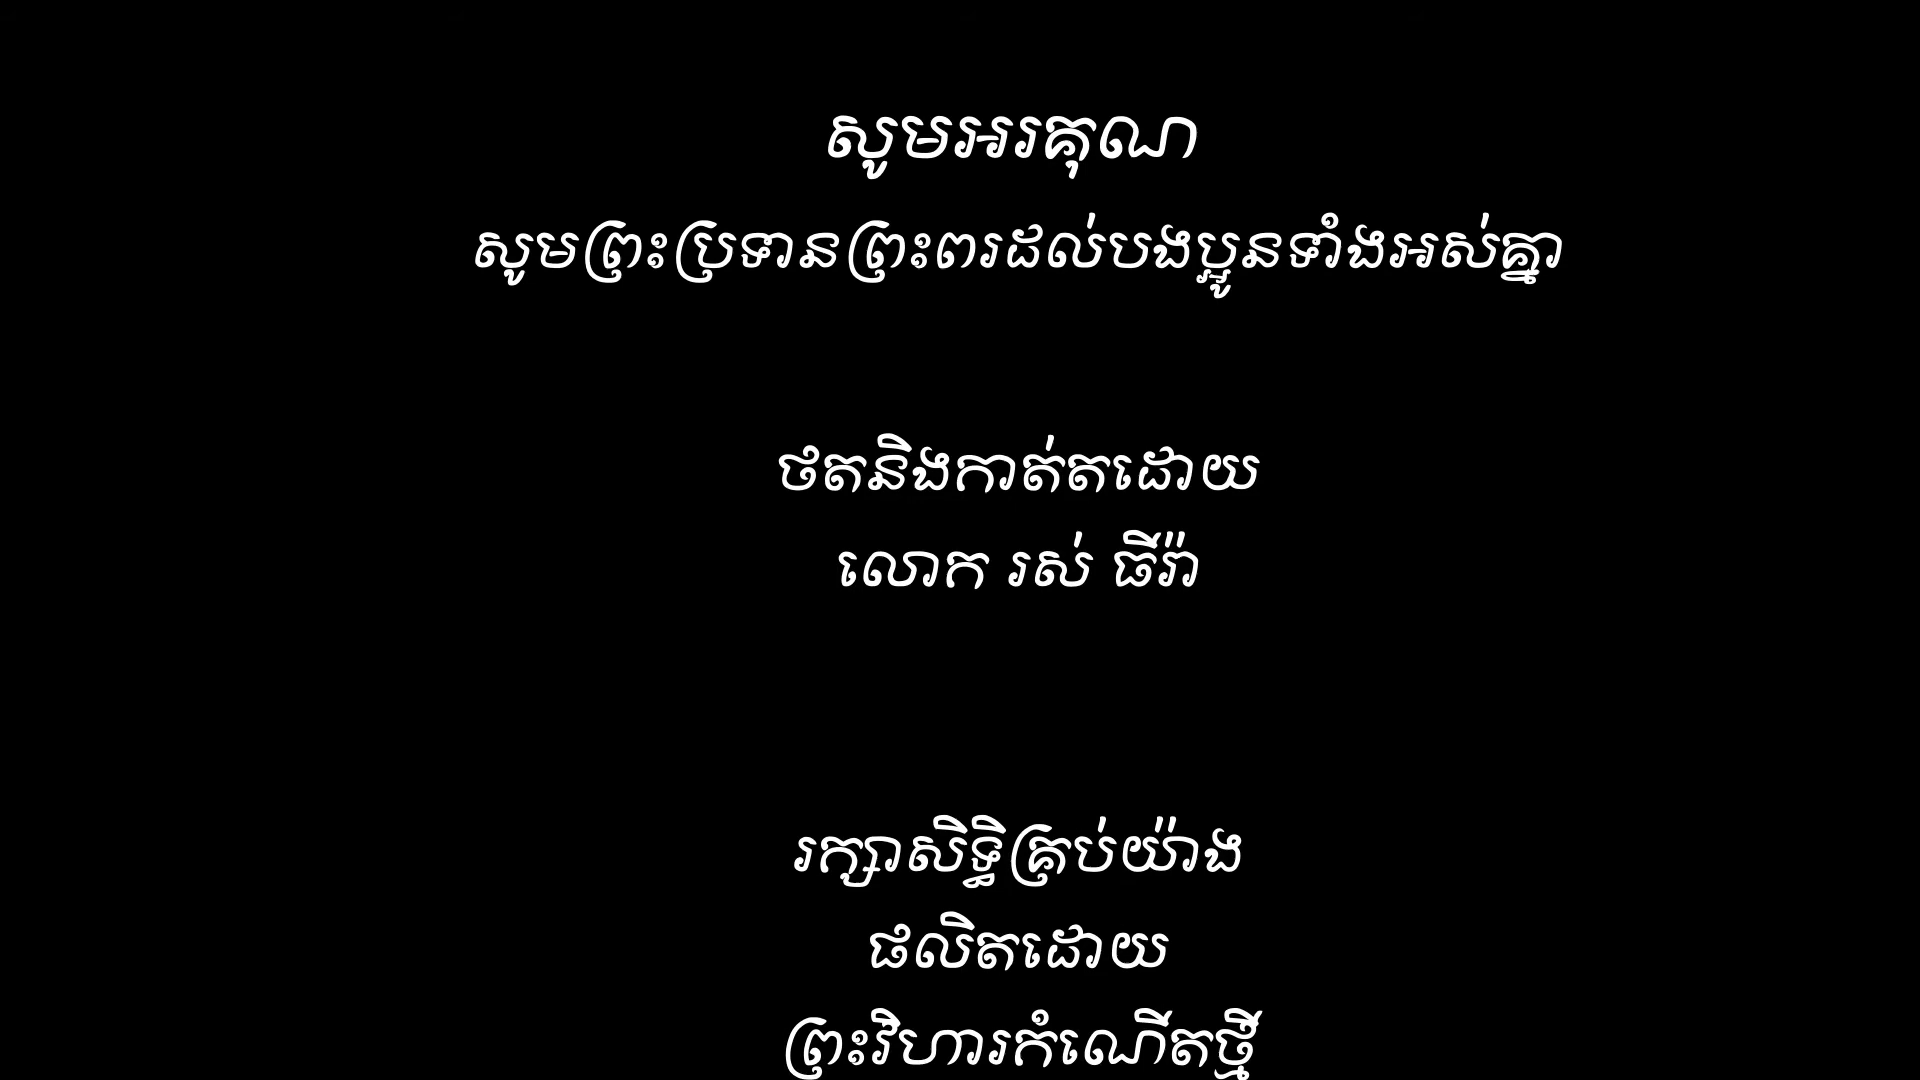 សូមអរគុណ
សូមព្រះប្រទានព្រះពរដល់បងប្អូនទាំងអស់គ្នា
ថតនិងកាត់តដោយ
លោក រស់ ធីរ៉ា
រក្សាសិទ្ធិគ្រប់យ៉ាង
ផលិតដោយ
ព្រះវិហារកំណើតថ្មី